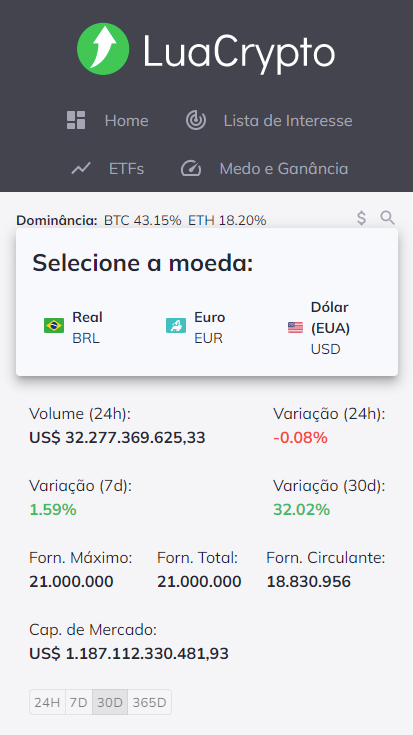 LuaCrypto
Home Lista de Interesse
ETFs Medo e Ganância
Dominância: BTC 43.15% ETH 18.20% $
Selecione a moeda:
Real
BRL
Euro
EUR
Dólar
(EUA)
USD
Volume (24h): Variação (24h):
US$ 32.277.369.625,33 -0.08%
Variação (7d): Variação (30d):
1.59% 32.02%
Forn. Máximo: Forn. Total: Forn. Circulante:
21.000.000 21.000.000 18.830.956
Cap. de Mercado:
US$ 1.187.112.330.481,93
24H 7D 30D 365D